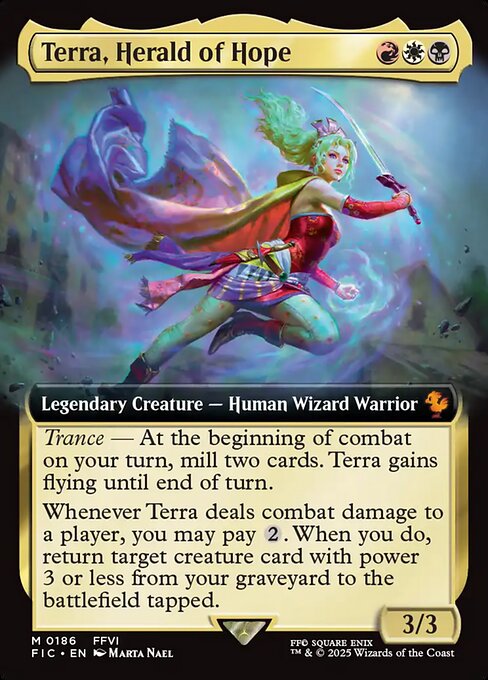 Terra, Herald of Hope
Legendary Creature — Human Wizard Warrior
Trance — At the beginning of combat
on your turn, mill two cards. Terra gains
flying until end of turn.
Whenever Terra deals combat damage to
a player, you may pay 2. When you do,
return target creature card with power
3 or less from your graveyard to the
battlefield tapped.
3/3
M 0186 FFVI
FIC • EN Marta Nael
FF© SQUARE ENIX
™ & © 2025 Wizards of the Coast